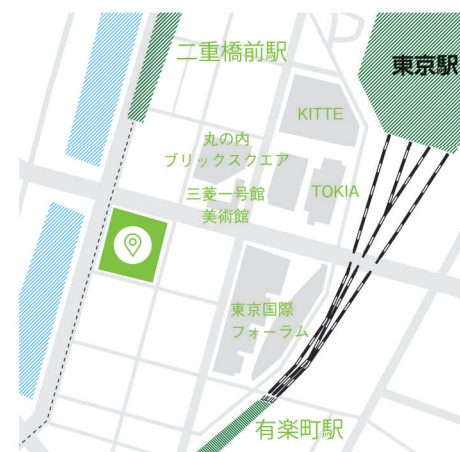 二重橋前駅
東京駅
KITTE
丸の内
ブリックスクエア
三菱一号館
美術館
TOKIA
東京国際
フォーラム
有楽町駅